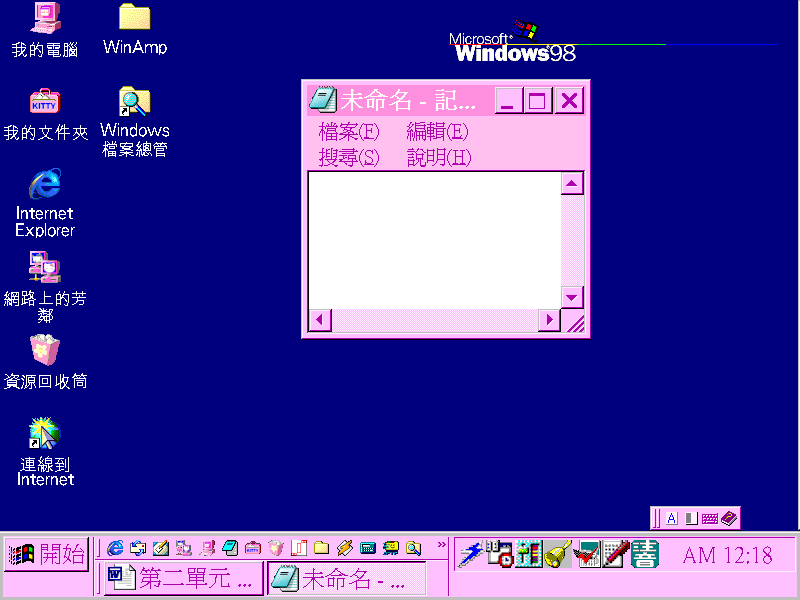 我的電腦
WinAmp
Microsoft
Windows98
KITTY
我的文件夾
Windows
檔案總管
Internet
Explorer
網路上的芳
鄰
資源回收筒
連線到
Internet
未命名 - 記...
檔案(F) 編輯(E)
搜尋(S) 說明(H)
A
開始
第二單元 ...
未命名 - ...
AM 12:18